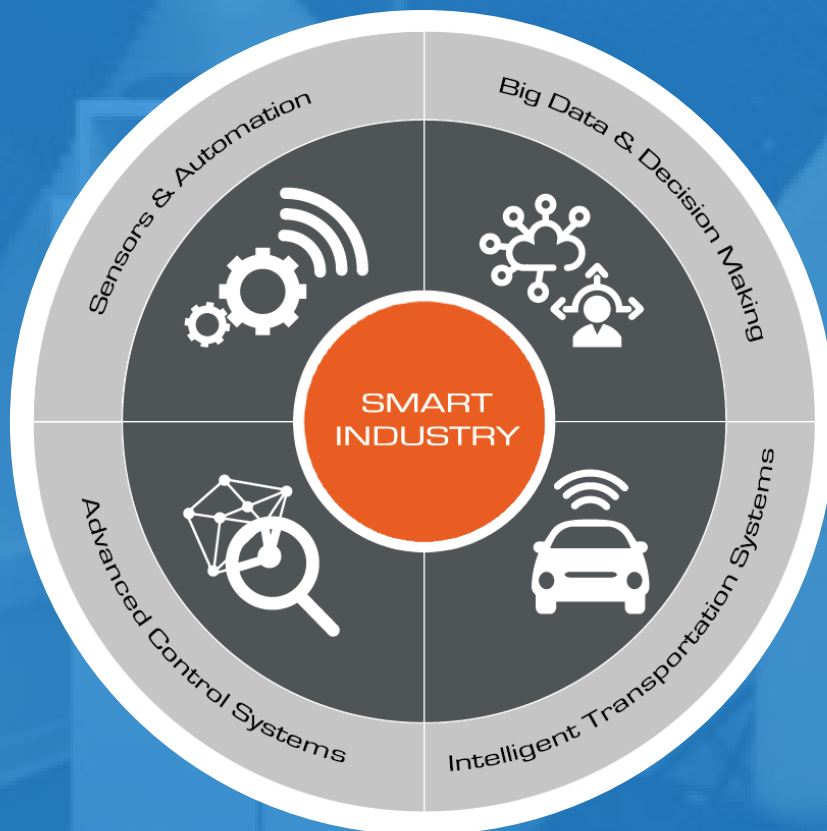 Sensors & Automation
Big Data & Decision Making
SMART
INDUSTRY
Advanced Control Systems
Intelligent Transportation Systems